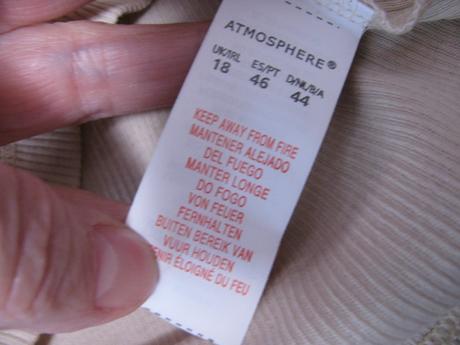 ATMOSPHERE®
UK/IRL ES/PT D/NL/B/A
18 46 44
KEEP AWAY FROM FIRE
MANTENER ALEJADO
DEL FUEGO
MANTER LONGE
DO FOGO
VON FEUER
FERNHALTEN
BUITEN BEREIK VAN
VUUR HOUDEN
ENIR ÉLOIGNÉ DU FEU